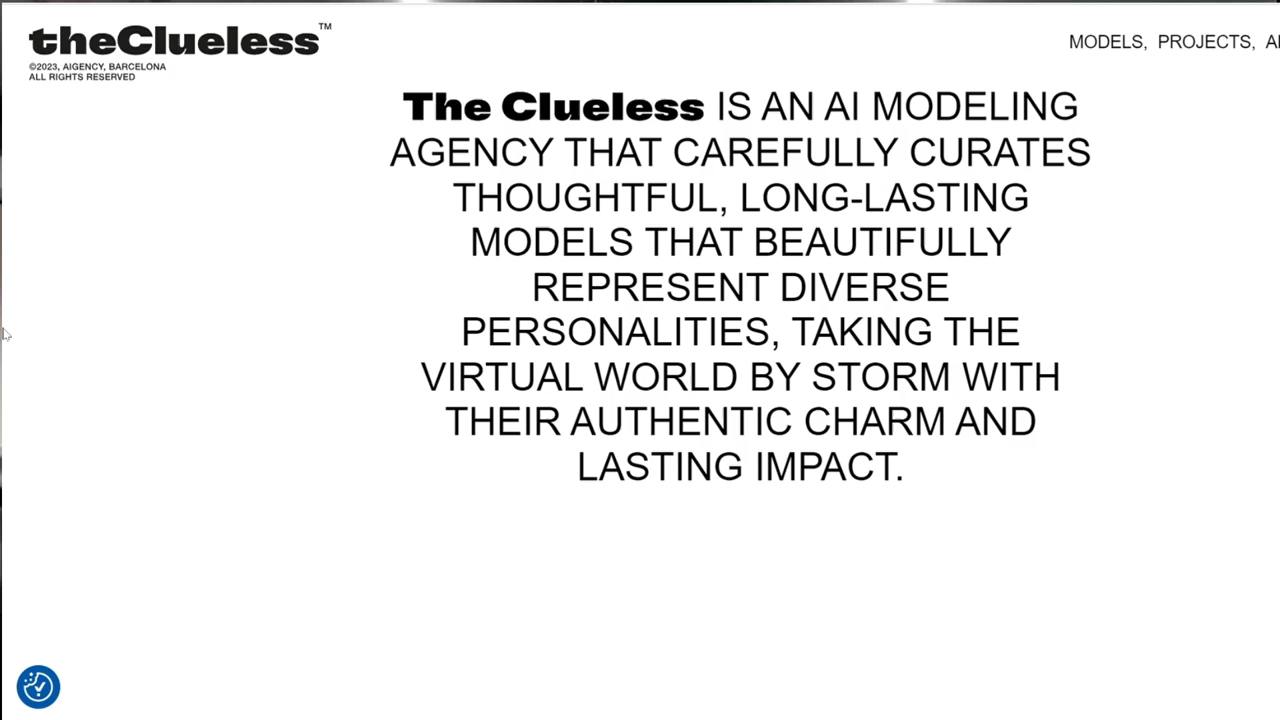 theClueless™
©2023, AIGENCY, BARCELONA
ALL RIGHTS RESERVED
MODELS, PROJECTS,
The Clueless IS AN AI MODELING
AGENCY THAT CAREFULLY CURATES
THOUGHTFUL, LONG-LASTING
MODELS THAT BEAUTIFULLY
REPRESENT DIVERSE
PERSONALITIES, TAKING THE
VIRTUAL WORLD BY STORM WITH
THEIR AUTHENTIC CHARM AND
LASTING IMPACT.